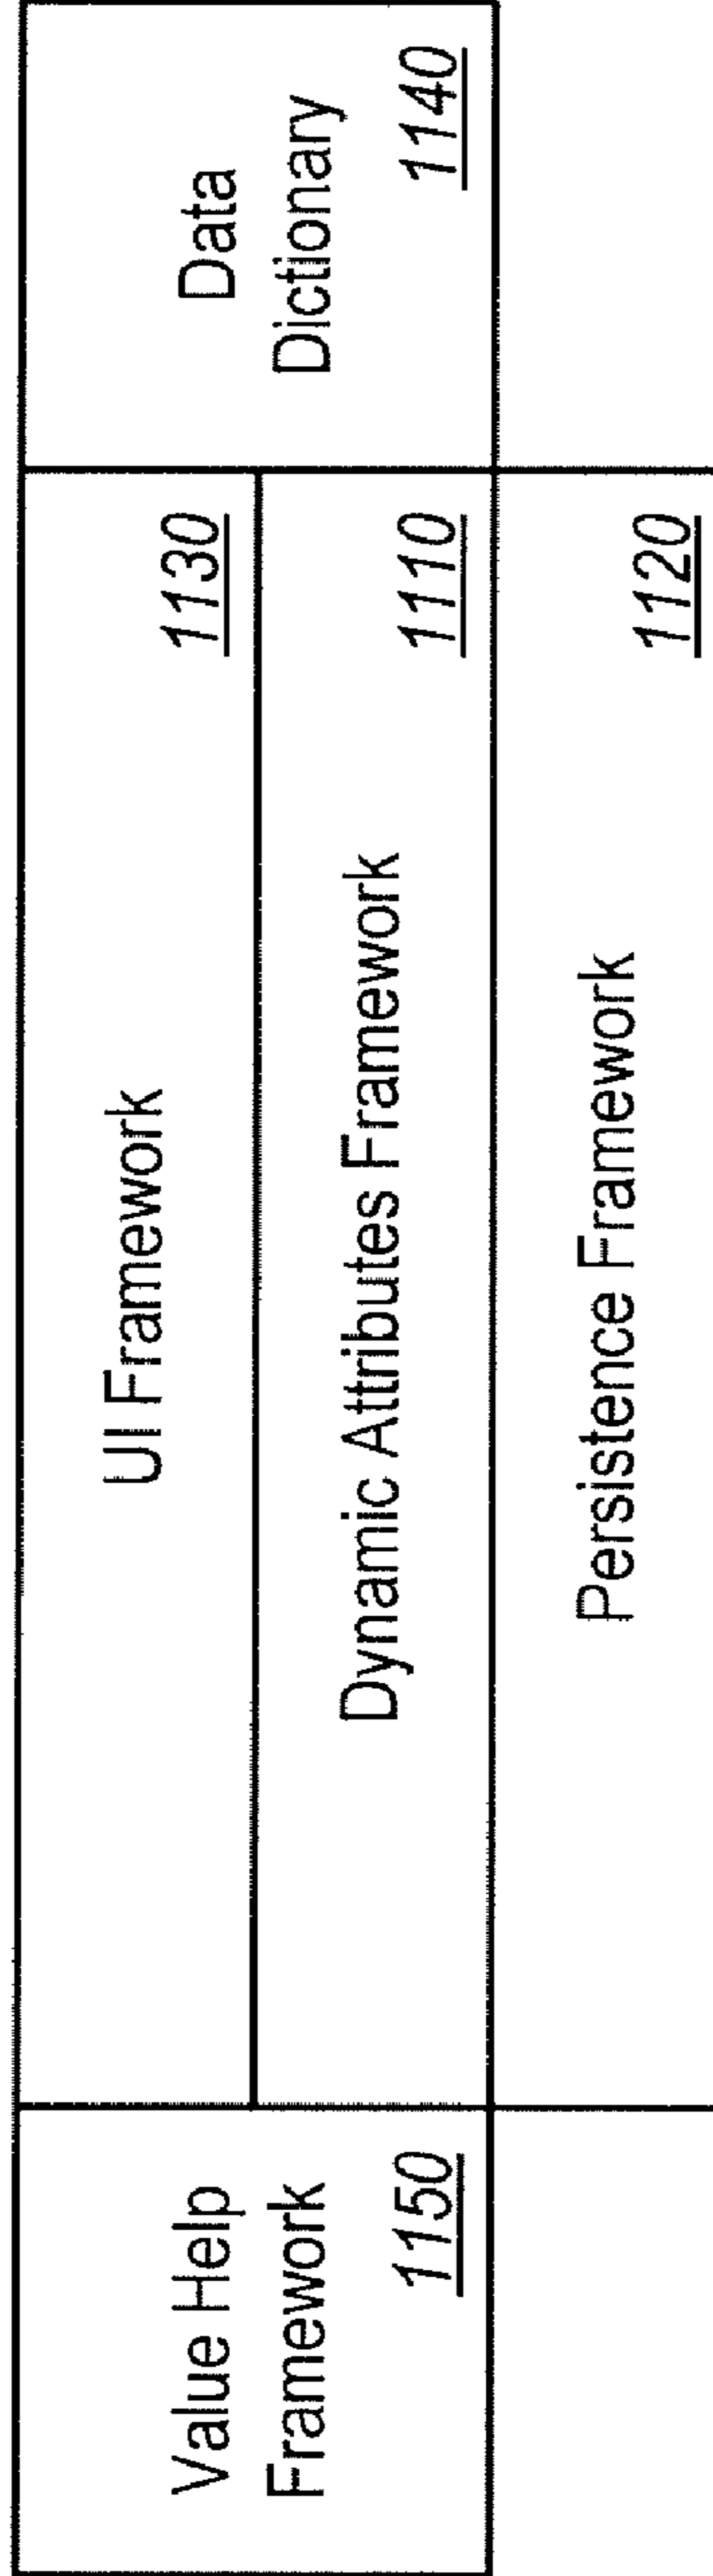 Value Help
Framework
1150
UI Framework
1130
Dynamic Attributes Framework
1110
Persistence Framework
1120
Data
Dictionary
1140